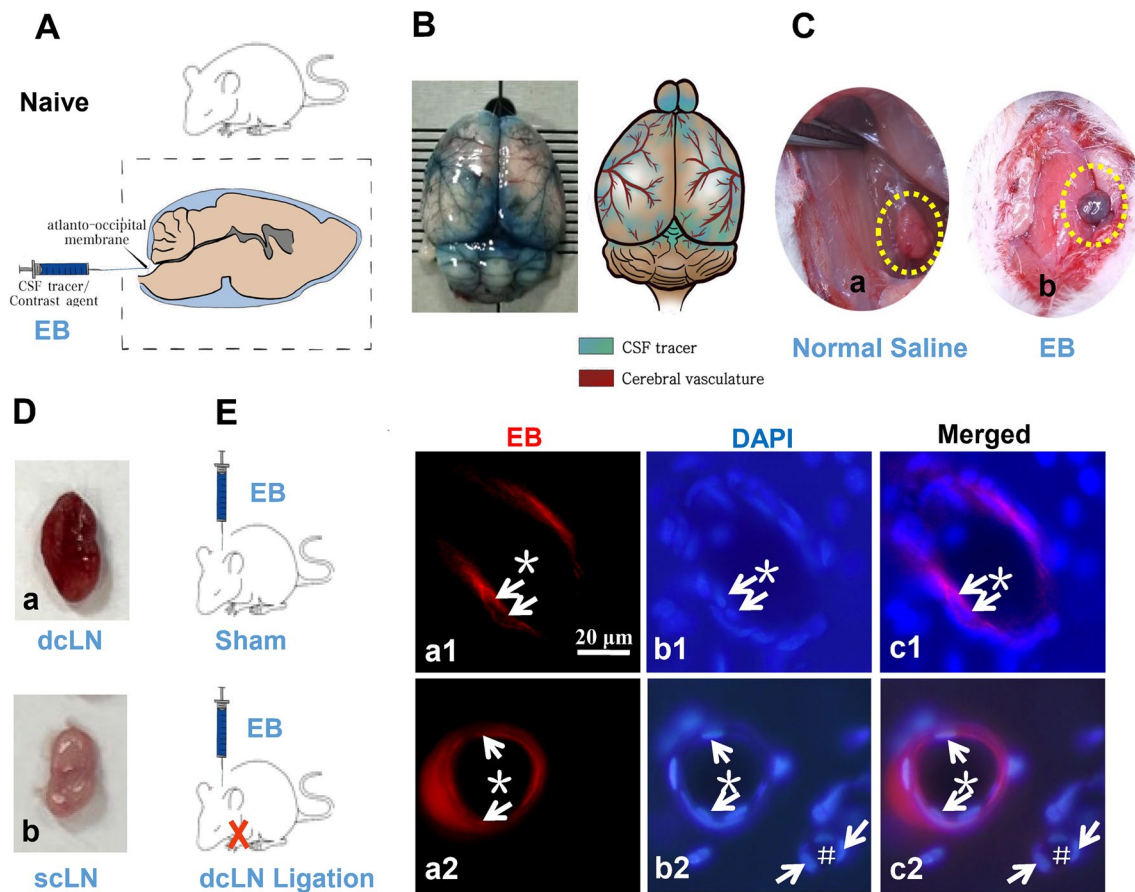 A
Naive
atlanto-occipital
membrane
CSF tracer/
Contrast agent
EB
B
CSF tracer
Cerebral vasculature
C
a
b
Normal Saline
EB
D
a
dcLN
b
scLN
E
EB
Sham
EB
X
dcLN Ligation
EB
DAPI
Merged
*
20 μm
a1
*
b1
*
c1
*
a2
*
#
b2
*
#
c2